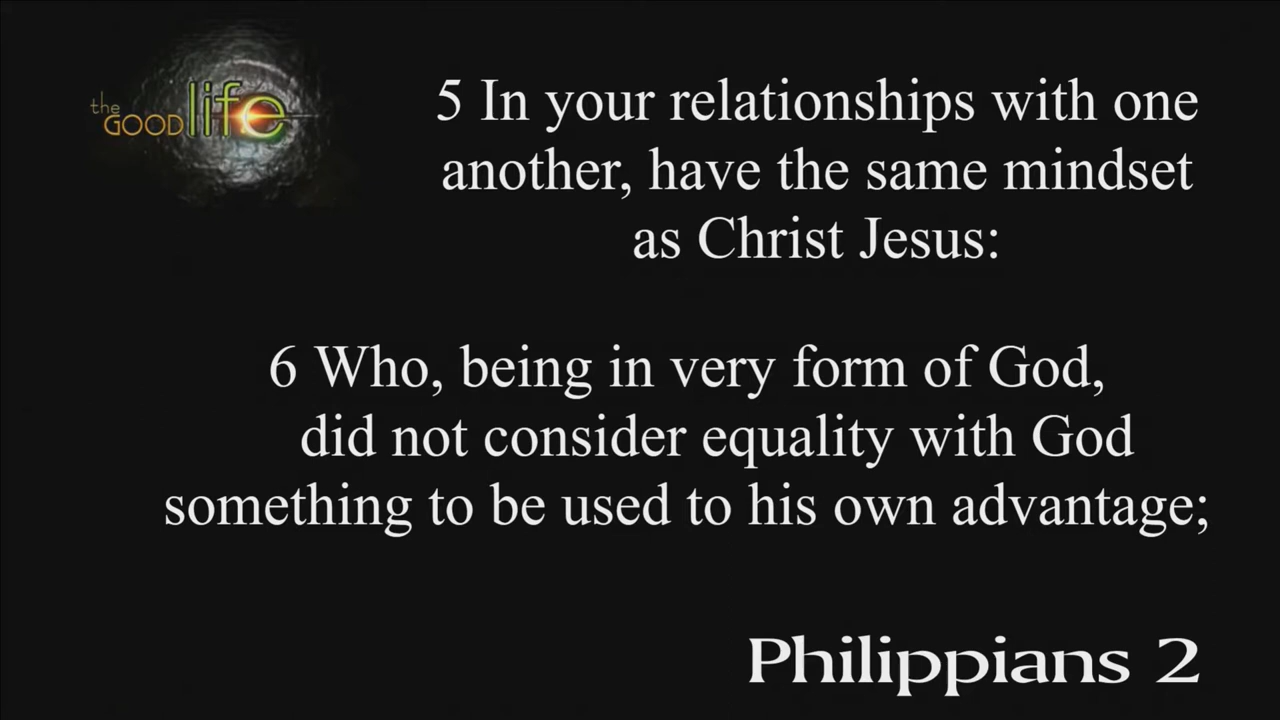 the
GOOD life
5 In your relationships with one
another, have the same mindset
as Christ Jesus:
6 Who, being in very form of God,
did not consider equality with God
something to be used to his own advantage;
Philippians 2